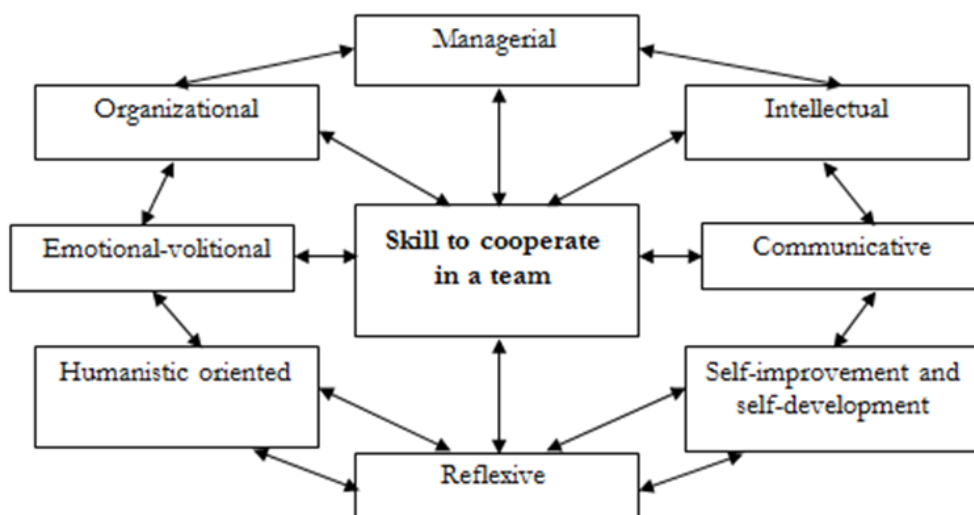 Managerial
Organizational
Intellectual
Skill to cooperate
in a team
Emotional-volitional
Communicative
Humanistic oriented
Self-improvement and
self-development
Reflexive